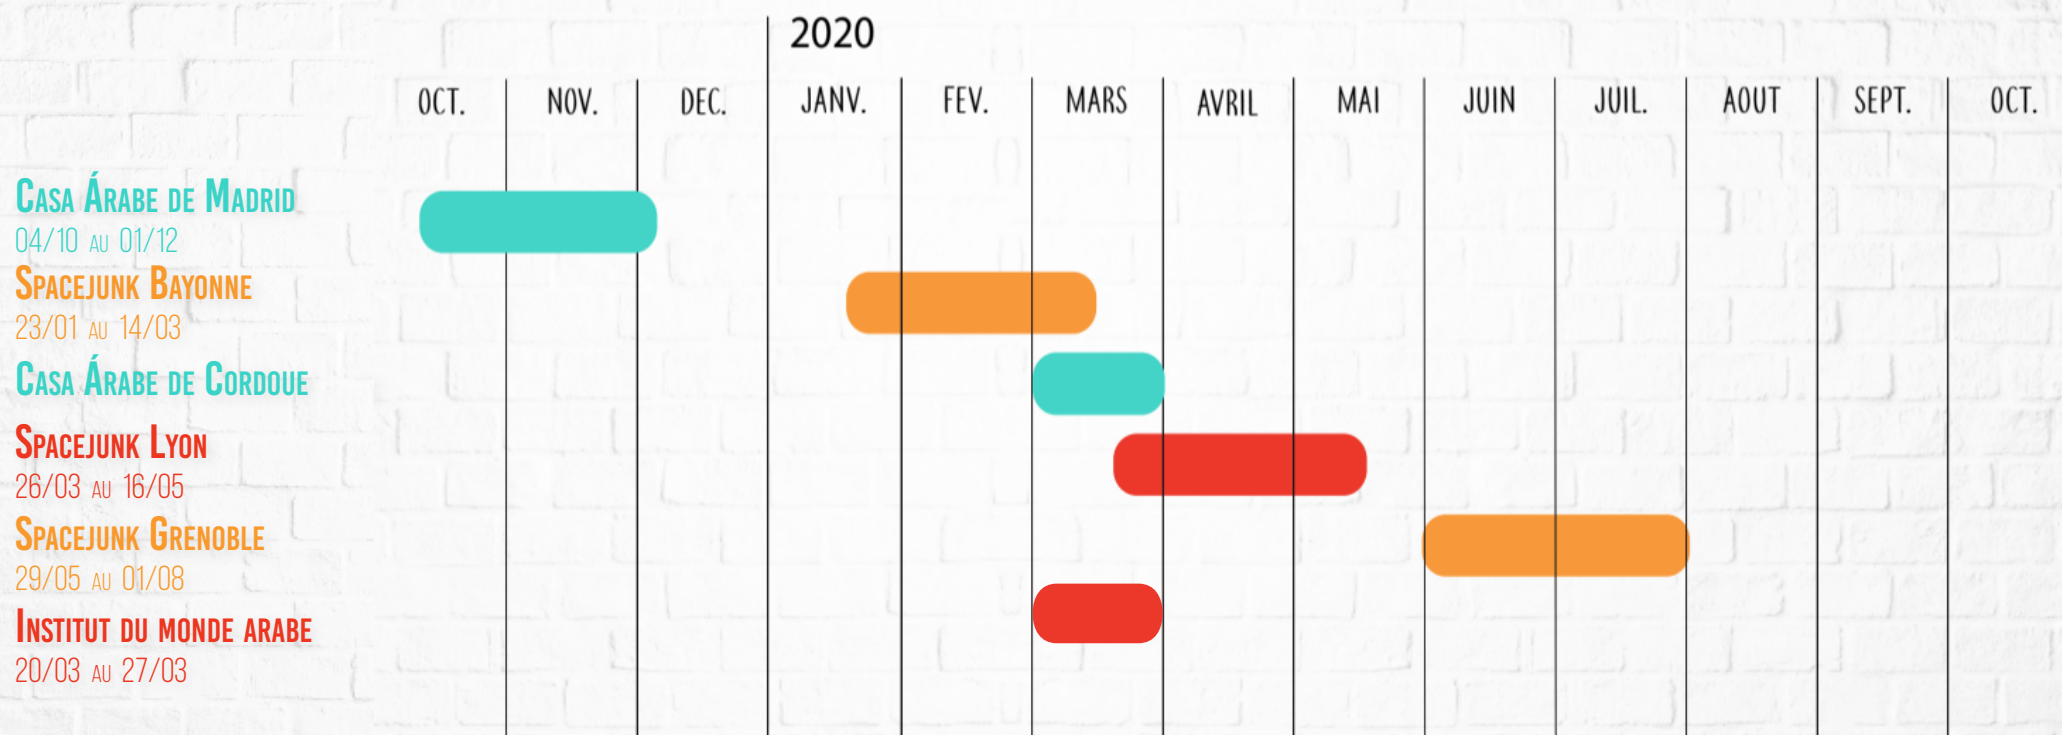 2020
OCT. NOV. DEC. JANV. FEV. MARS AVRIL MAI JUIN JUIL. AOUT SEPT. OCT.
Casa Árabe de Madrid
04/10 au 01/12
Spacejunk Bayonne
23/01 au 14/03
Casa Árabe de Cordoue
Spacejunk Lyon
26/03 au 16/05
Spacejunk Grenoble
29/05 au 01/08
Institut du monde arabe
20/03 au 27/03